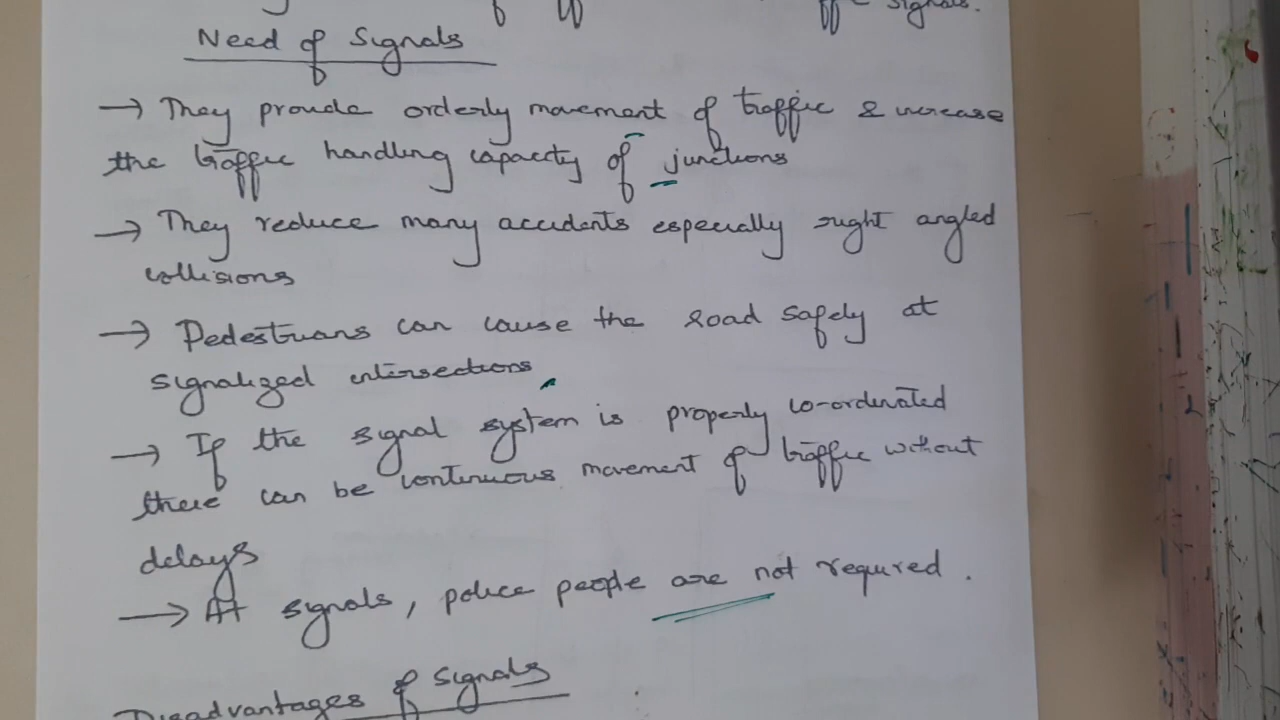 signals.
Need of Signals
→ They provide orderly movement of traffic & increase
the traffic handling capacity of junctions
→ They reduce many accidents especially right angled
collisions
→ Pedestrians can cause the road safely at
signalized intersections
→ If the signal system is properly co-ordinated
there can be continuous movement of traffic without
delays
→ At signals, police people are not required.
Disadvantages of Signals